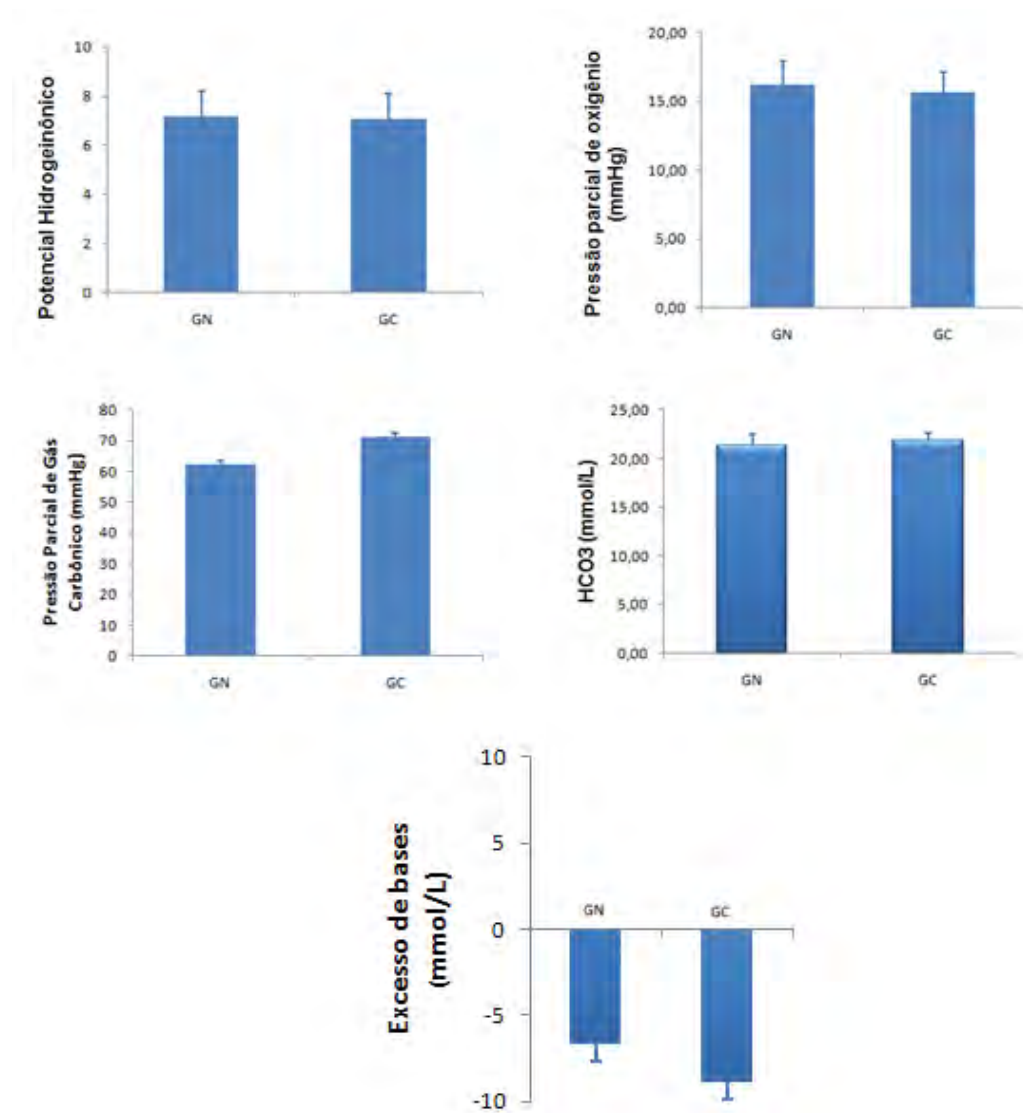 Potencial Hidrogeinônico
10
8
6
4
2
0
GN GC
Pressão parcial de oxigênio
(mmHg)
20,00
15,00
10,00
5,00
0,00
GN GC
Pressão Parcial de Gás
Carbônico (mmHg)
80
70
60
50
40
30
20
10
0
GN GC
HCO3 (mmol/L)
25,00
20,00
15,00
10,00
5,00
0,00
GN GC
Excesso de bases
(mmol/L)
10
5
0
-5
-10
GN GC